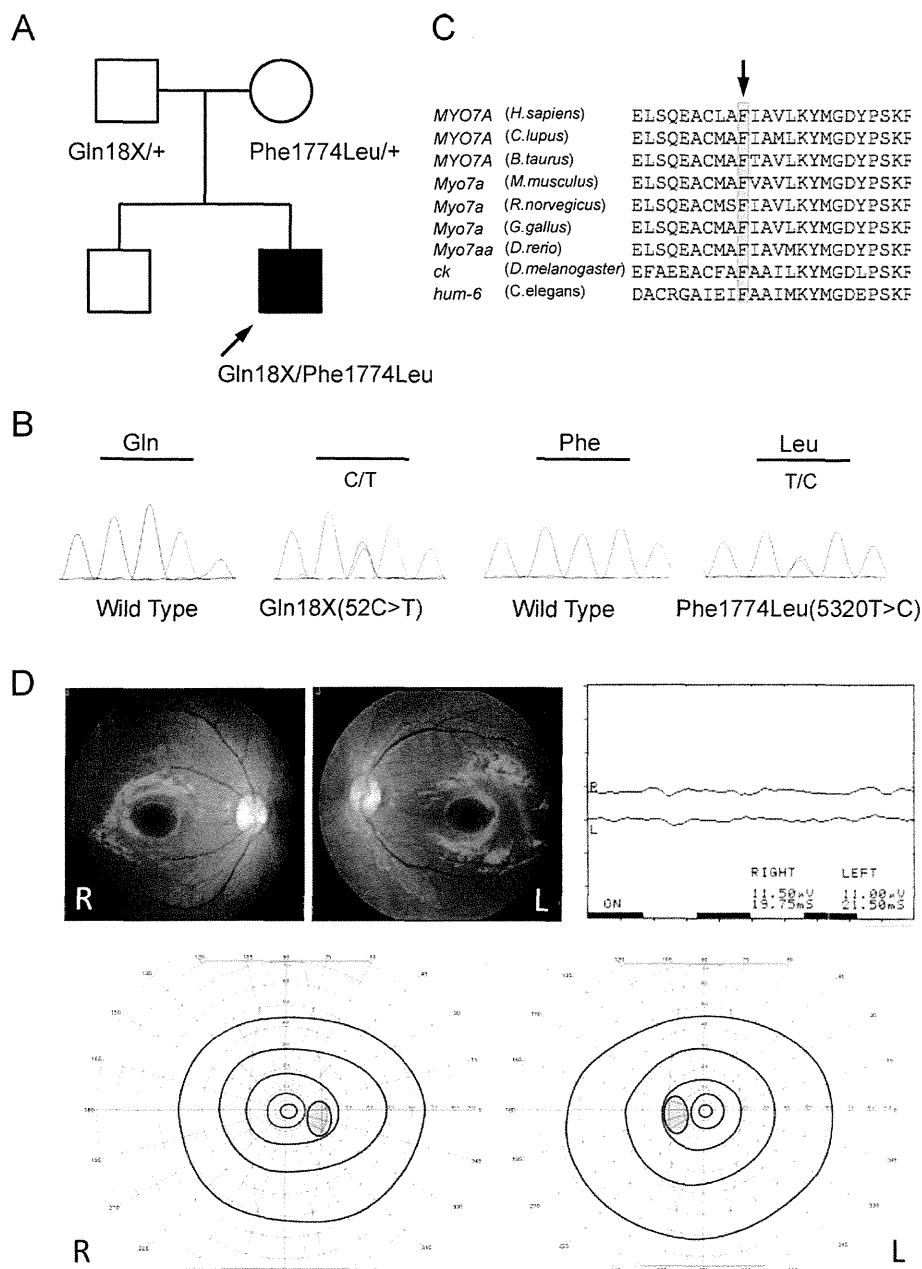 A
Gln18X/+
Phe1774Leu/+
Gln18X/Phe1774Leu
C
MYO7A (H.sapiens) ELSQEACLAFIAVLKYMGDYPSKF
MYO7A (C.lupus) ELSQEACMAFIAMLKYMGDYPSKF
MYO7A (B.taurus) ELSQEACMAFTAVLKYMGDYPSKF
Myo7a (M.musculus) ELSQEACMAFVAVLKYMGDYPSKF
Myo7a (R.norvegicus) ELSQEACMSFIAVLKYMGDYPSKF
Myo7a (G.gallus) ELSQEACMAFIAVLKYMGDYPSKF
Myo7aa (D.rerio) ELSQEACMAFIAVMKYMGDYPSKF
ck (D.melanogaster) EFAEEACFAFAAILKYMGDLPSKF
hum-6 (C.elegans) DACRGAIEIFAAIMKYMGDEPSKF
B
Gln
Phe
Leu
C/T
T/C
Wild Type
Gln18X(52C>T)
Wild Type
Phe1774Leu(5320T>C)
D
R
L
R
L
RIGHT LEFT
11.50uV 11.00uV
19.75mS 21.50mS
ON
R
L